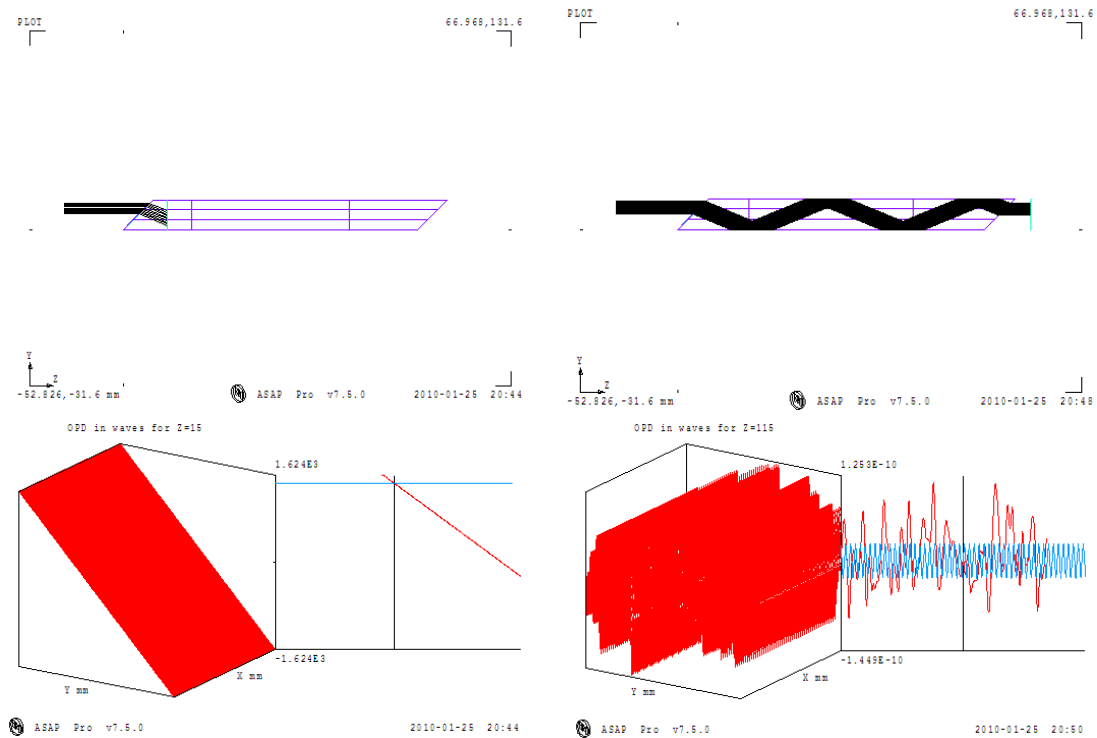 PLOT
66.968,131.6
Y
Z
-52.826,-31.6 mm
ASAP Pro v7.5.0
2010-01-25 20:44
PLOT
66.968,131.6
Y
Z
-52.826,-31.6 mm
ASAP Pro v7.5.0
2010-01-25 20:48
OPD in waves for Z=15
1.624E3
-1.624E3
X mm
Y mm
ASAP Pro v7.5.0
2010-01-25 20:44
OPD in waves for Z=115
1.253E-10
-1.449E-10
X mm
Y mm
ASAP Pro v7.5.0
2010-01-25 20:50